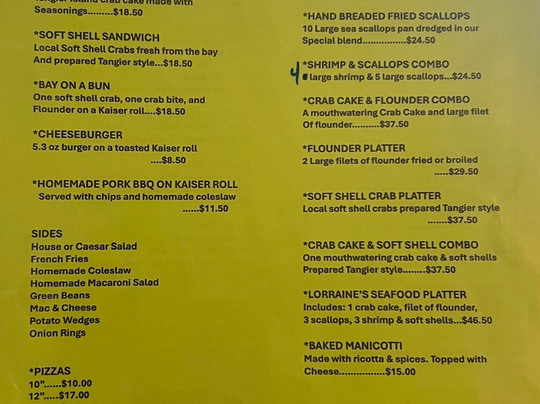 Tangier Island crab cake made with
Seasonings.........$18.50
*SOFT SHELL SANDWICH
Local Soft Shell Crabs fresh from the bay
And prepared Tangier style...$18.50
*BAY ON A BUN
One soft shell crab, one crab bite, and
Flounder on a Kaiser roll....$18.50
*CHEESEBURGER
5.3 oz burger on a toasted Kaiser roll
....$8.50
*HOMEMADE PORK BBQ ON KAISER ROLL
Served with chips and homemade coleslaw
......$11.50
SIDES
House or Caesar Salad
French Fries
Homemade Coleslaw
Homemade Macaroni Salad
Green Beans
Mac & Cheese
Potato Wedges
Onion Rings
*PIZZAS
10”......$10.00
12”.....$17.00
*HAND BREADED FRIED SCALLOPS
10 Large sea scallops pan dredged in our
Special blend................$24.50
*SHRIMP & SCALLOPS COMBO
4 large shrimp & 5 large scallops...$24.50
*CRAB CAKE & FLOUNDER COMBO
A mouthwatering Crab Cake and large filet
Of flounder..........$37.50
*FLOUNDER PLATTER
2 Large filets of flounder fried or broiled
.....$29.50
*SOFT SHELL CRAB PLATTER
Local soft shell crabs prepared Tangier style
.......$37.50
*CRAB CAKE & SOFT SHELL COMBO
One mouthwatering crab cake & soft shells
Prepared Tangier style........$37.50
*LORRAINE'S SEAFOOD PLATTER
Includes: 1 crab cake, filet of flounder,
3 scallops, 3 shrimp & soft shells...$46.50
*BAKED MANICOTTI
Made with ricotta & spices. Topped with
Cheese.................$15.00